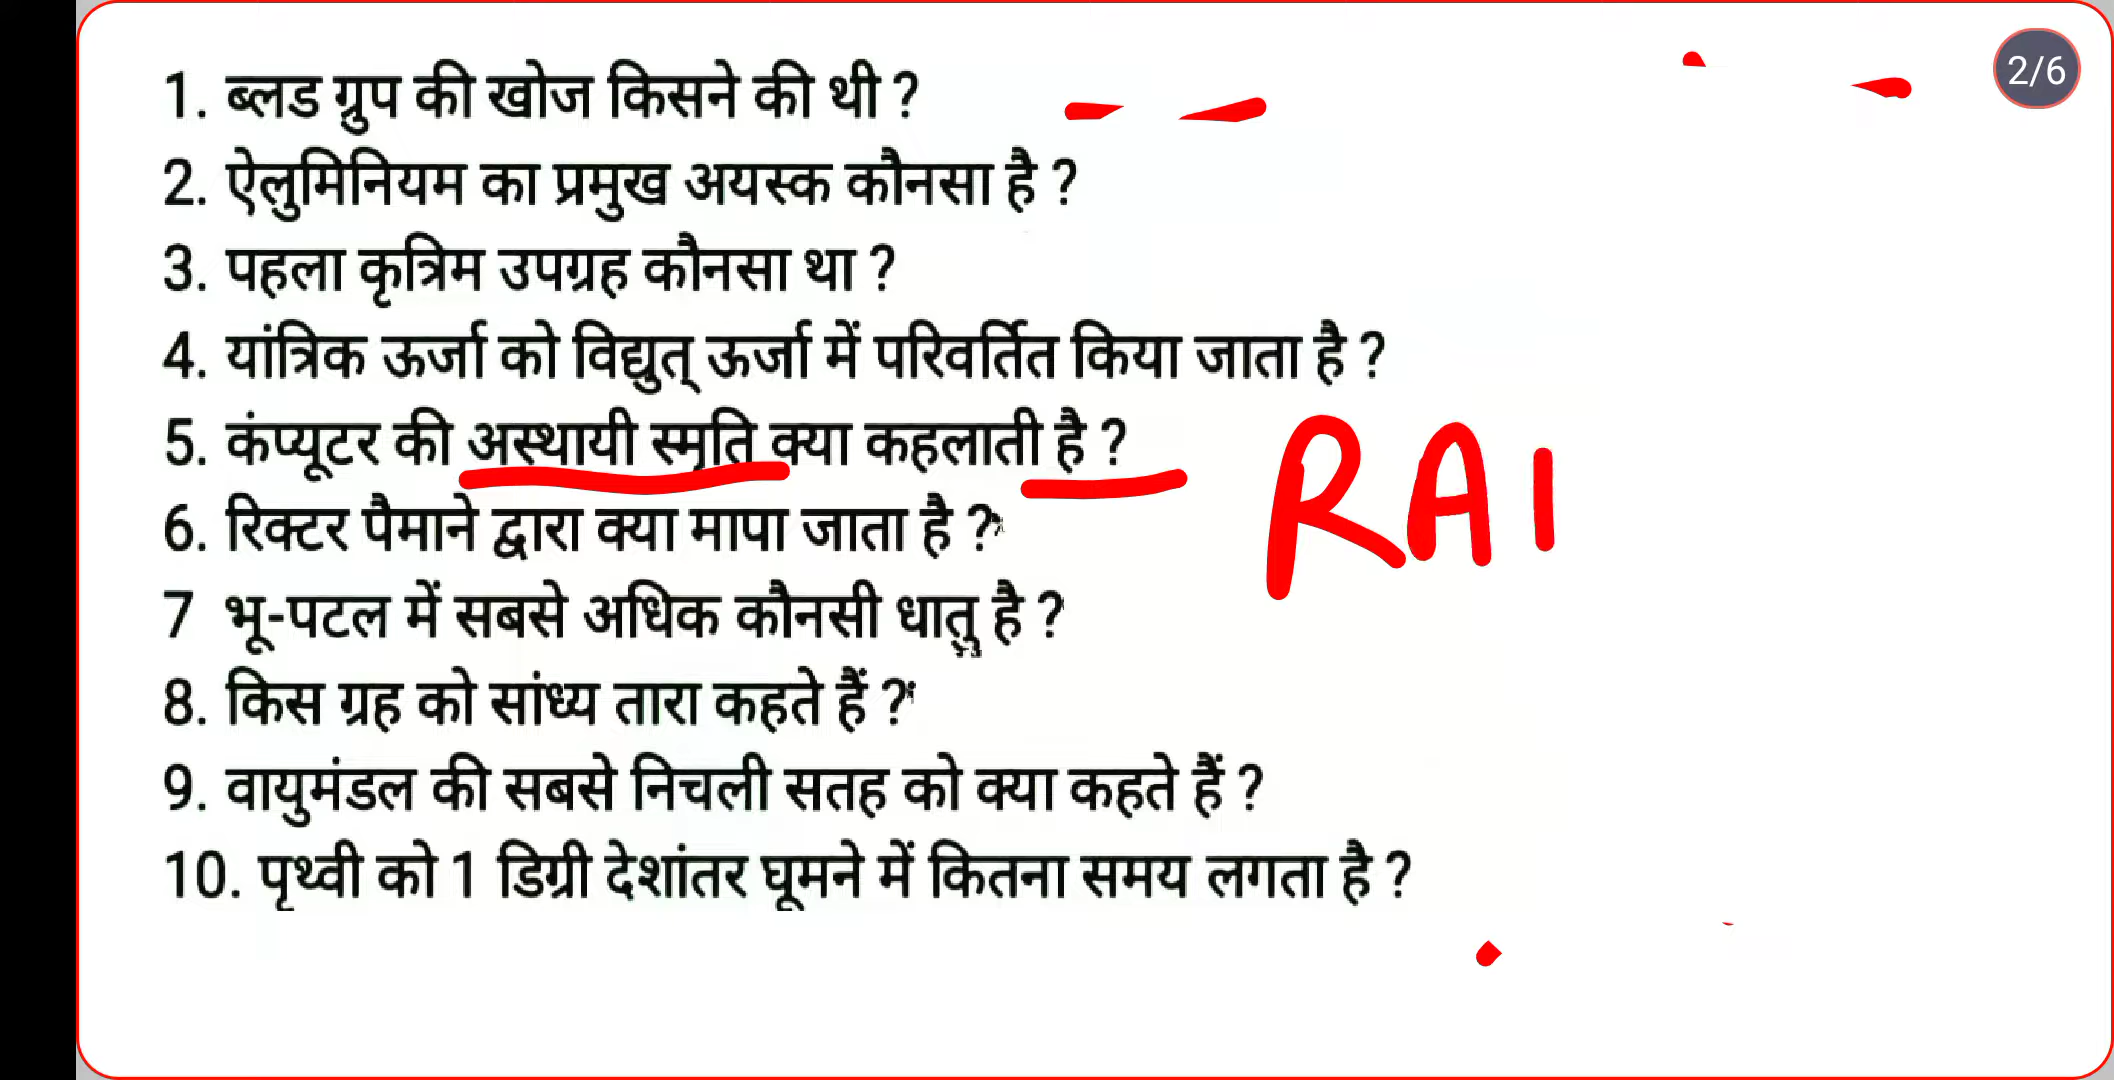 2/6
1. ब्लड ग्रुप की खोज किसने की थी ?
2. ऐलुमिनियम का प्रमुख अयस्क कौनसा है ?
3. पहला कृत्रिम उपग्रह कौनसा था ?
4. यांत्रिक ऊर्जा को विद्युत् ऊर्जा में परिवर्तित किया जाता है ?
5. कंप्यूटर की अस्थायी स्मृति क्या कहलाती है ?
RAI
6. रिक्टर पैमाने द्वारा क्या मापा जाता है ?
7 भू-पटल में सबसे अधिक कौनसी धातु है ?
8. किस ग्रह को सांध्य तारा कहते हैं ?
9. वायुमंडल की सबसे निचली सतह को क्या कहते हैं ?
10. पृथ्वी को 1 डिग्री देशांतर घूमने में कितना समय लगता है ?